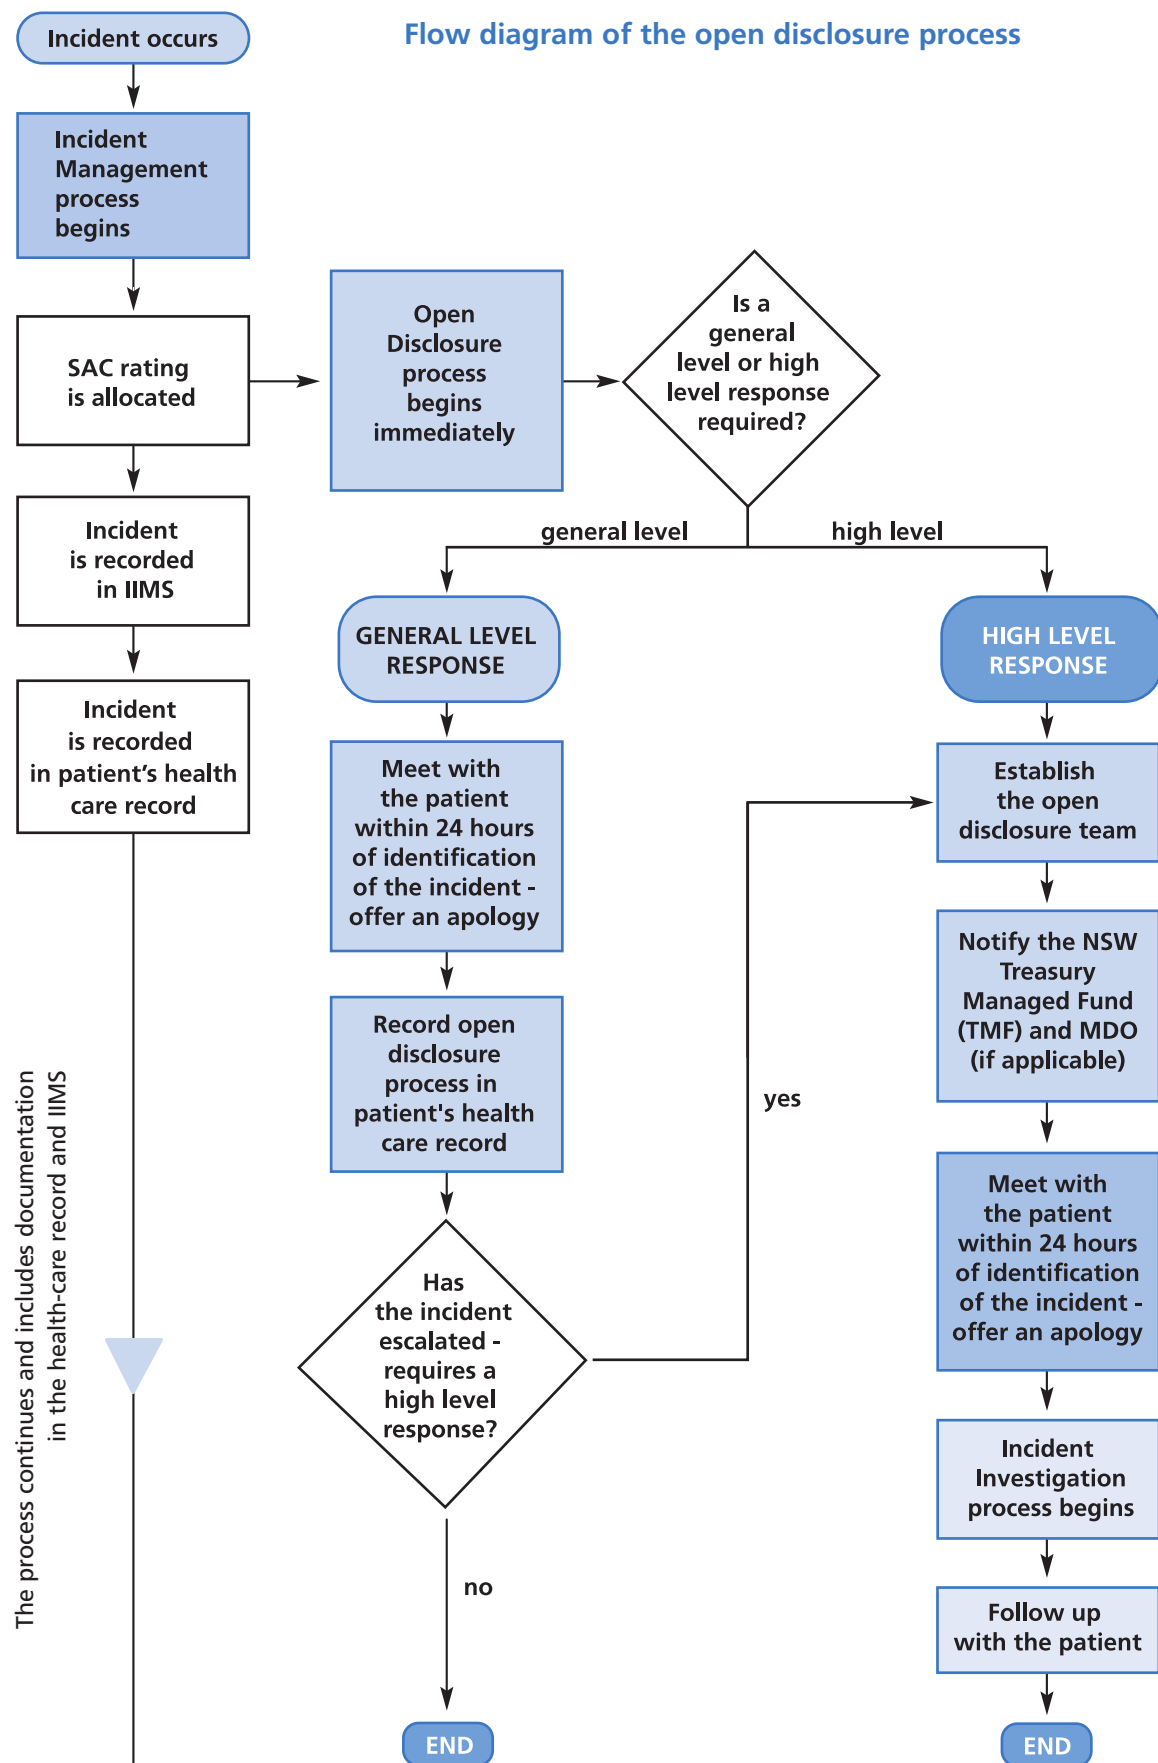 Flow diagram of the open disclosure process
Incident occurs
Incident
Management
process
begins
SAC rating
is allocated
Incident
is recorded
in IIMS
Incident
is recorded
in patient’s health
care record
The process continues and includes documentation
in the health-care record and IIMS
Open
Disclosure
process
begins
immediately
Is a
general
level or high
level response
required?
general level
high level
GENERAL LEVEL
RESPONSE
Meet with
the patient
within 24 hours
of identification
of the incident -
offer an apology
Record open
disclosure
process in
patient's health
care record
Has
the incident
escalated -
requires a
high level
response?
yes
no
END
HIGH LEVEL
RESPONSE
Establish
the open
disclosure team
Notify the NSW
Treasury
Managed Fund
(TMF) and MDO
(if applicable)
Meet with
the patient
within 24 hours
of identification
of the incident -
offer an apology
Incident
Investigation
process begins
Follow up
with the patient
END